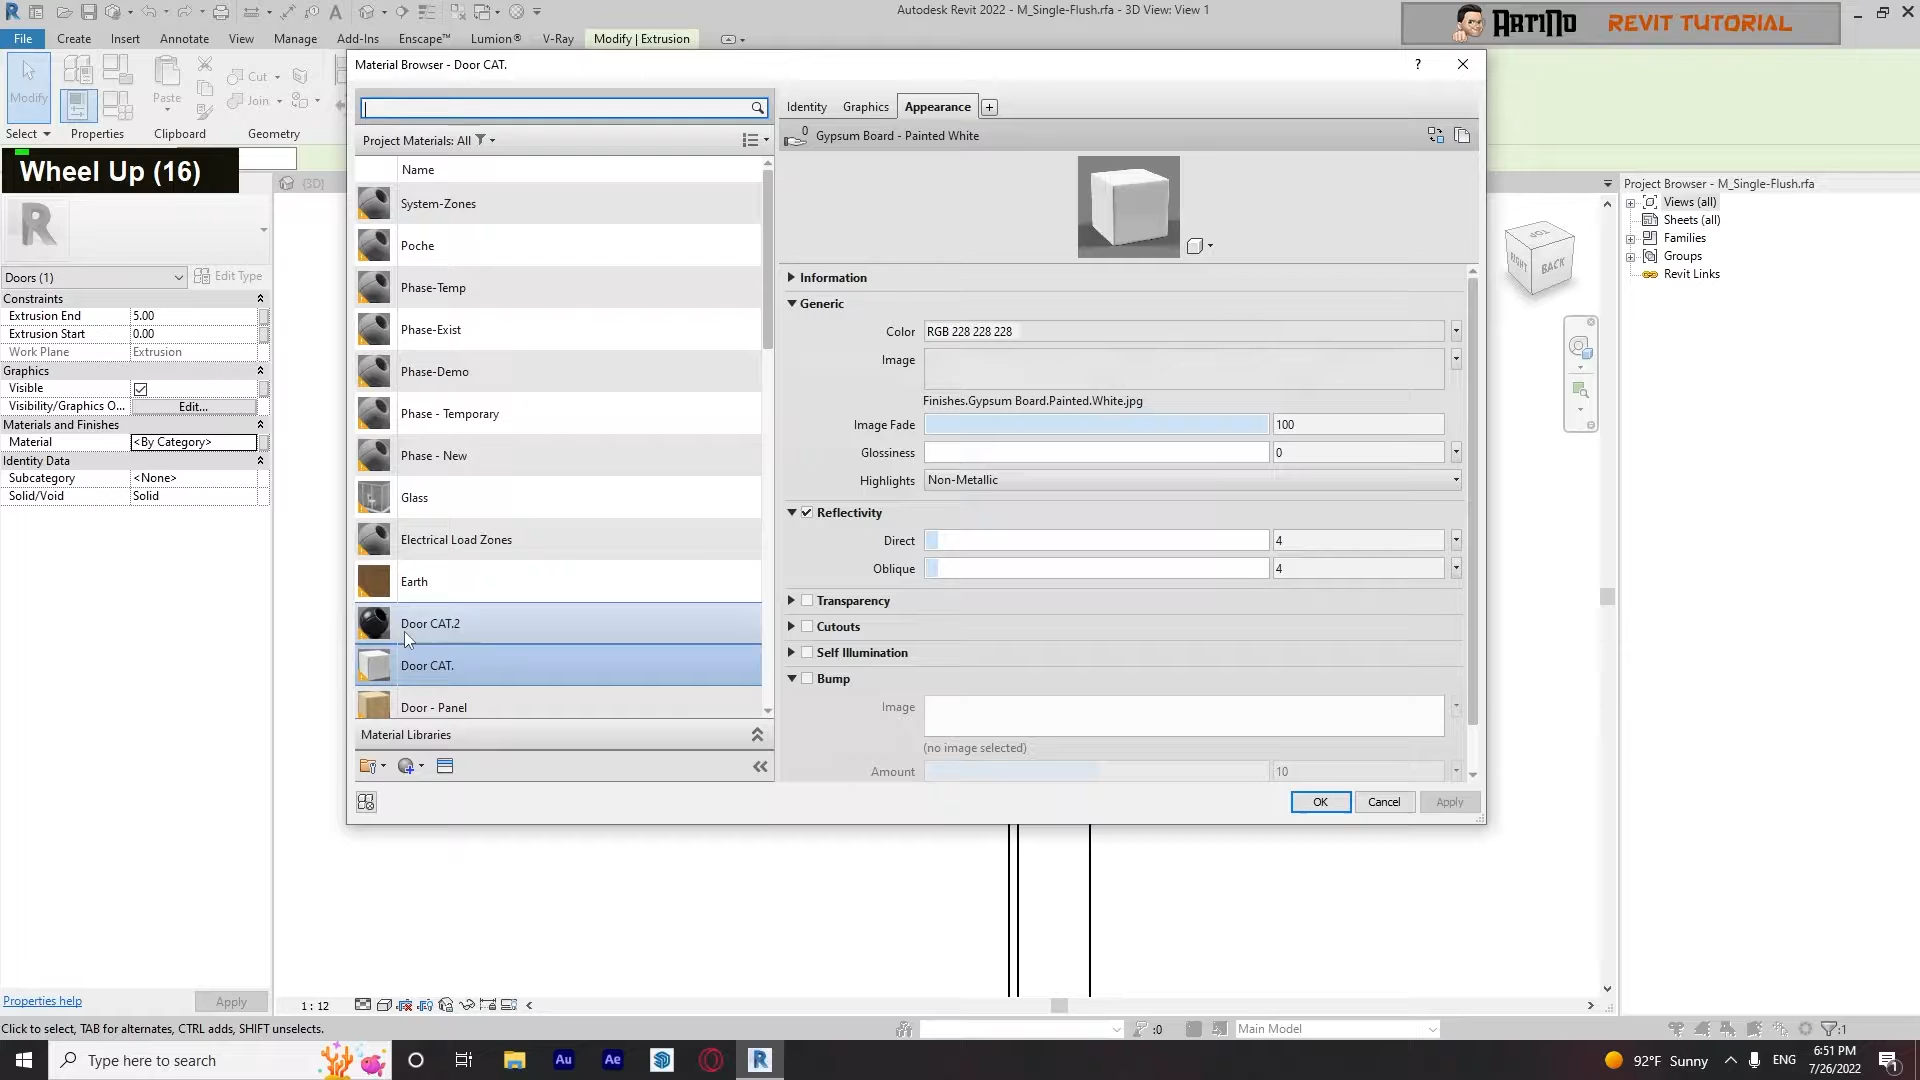 Autodesk Revit 2022 - M_Single-Flush.rfa - 3D View: View 1
ARTINO REVIT TUTORIAL
File Create Insert Annotate View Manage Add-Ins Enscape™ Lumion® V-Ray Modify | Extrusion
Modify
Paste
Cut
Join
Select Properties Clipboard Geometry
Wheel Up (16)
{3D}
Doors (1) Edit Type
Constraints
Extrusion End 5.00
Extrusion Start 0.00
Work Plane Extrusion
Graphics
Visible
Visibility/Graphics O... Edit...
Materials and Finishes
Material <By Category>
Identity Data
Subcategory <None>
Solid/Void Solid
Properties help Apply
Material Browser - Door CAT.
?
Project Materials: All
Name
System-Zones
Poche
Phase-Temp
Phase-Exist
Phase-Demo
Phase - Temporary
Phase - New
Glass
Electrical Load Zones
Earth
Door CAT.2
Door CAT.
Door - Panel
Material Libraries
Identity Graphics Appearance
0 Gypsum Board - Painted White
Information
Generic
Color RGB 228 228 228
Image
Finishes.Gypsum Board.Painted.White.jpg
Image Fade 100
Glossiness 0
Highlights Non-Metallic
Reflectivity
Direct 4
Oblique 4
Transparency
Cutouts
Self Illumination
Bump
Image
(no image selected)
Amount 10
OK Cancel Apply
Project Browser - M_Single-Flush.rfa
Views (all)
Sheets (all)
Families
Groups
Revit Links
TOP
RIGHT
BACK
1 : 12
Click to select, TAB for alternates, CTRL adds, SHIFT unselects.
:0 Main Model :1
Type here to search
Au Ae R
92°F Sunny ENG
6:51 PM
7/26/2022
1